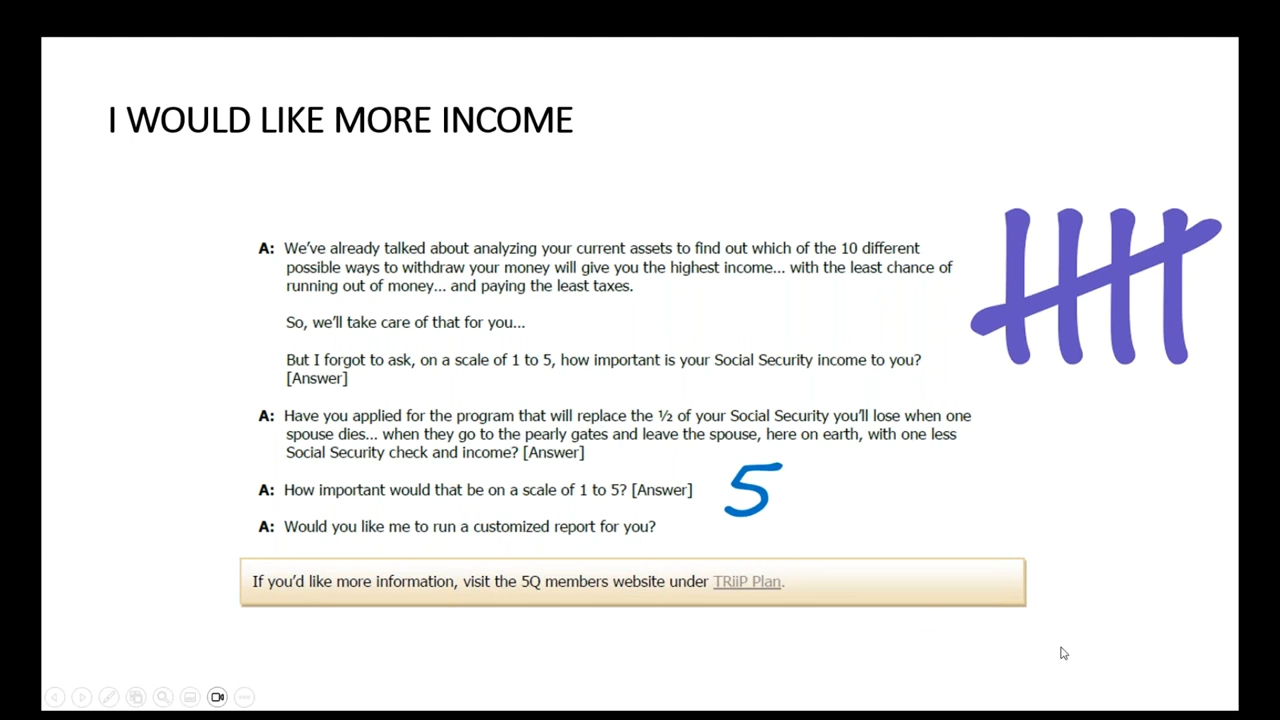 I WOULD LIKE MORE INCOME
A: We've already talked about analyzing your current assets to find out which of the 10 different
possible ways to withdraw your money will give you the highest income... with the least chance of
running out of money... and paying the least taxes.
So, we'll take care of that for you...
But I forgot to ask, on a scale of 1 to 5, how important is your Social Security income to you?
[Answer]
A: Have you applied for the program that will replace the ½ of your Social Security you'll lose when one
spouse dies... when they go to the pearly gates and leave the spouse, here on earth, with one less
Social Security check and income? [Answer]
A: How important would that be on a scale of 1 to 5? [Answer]
5
A: Would you like me to run a customized report for you?
If you'd like more information, visit the 5Q members website under TRiiP Plan.